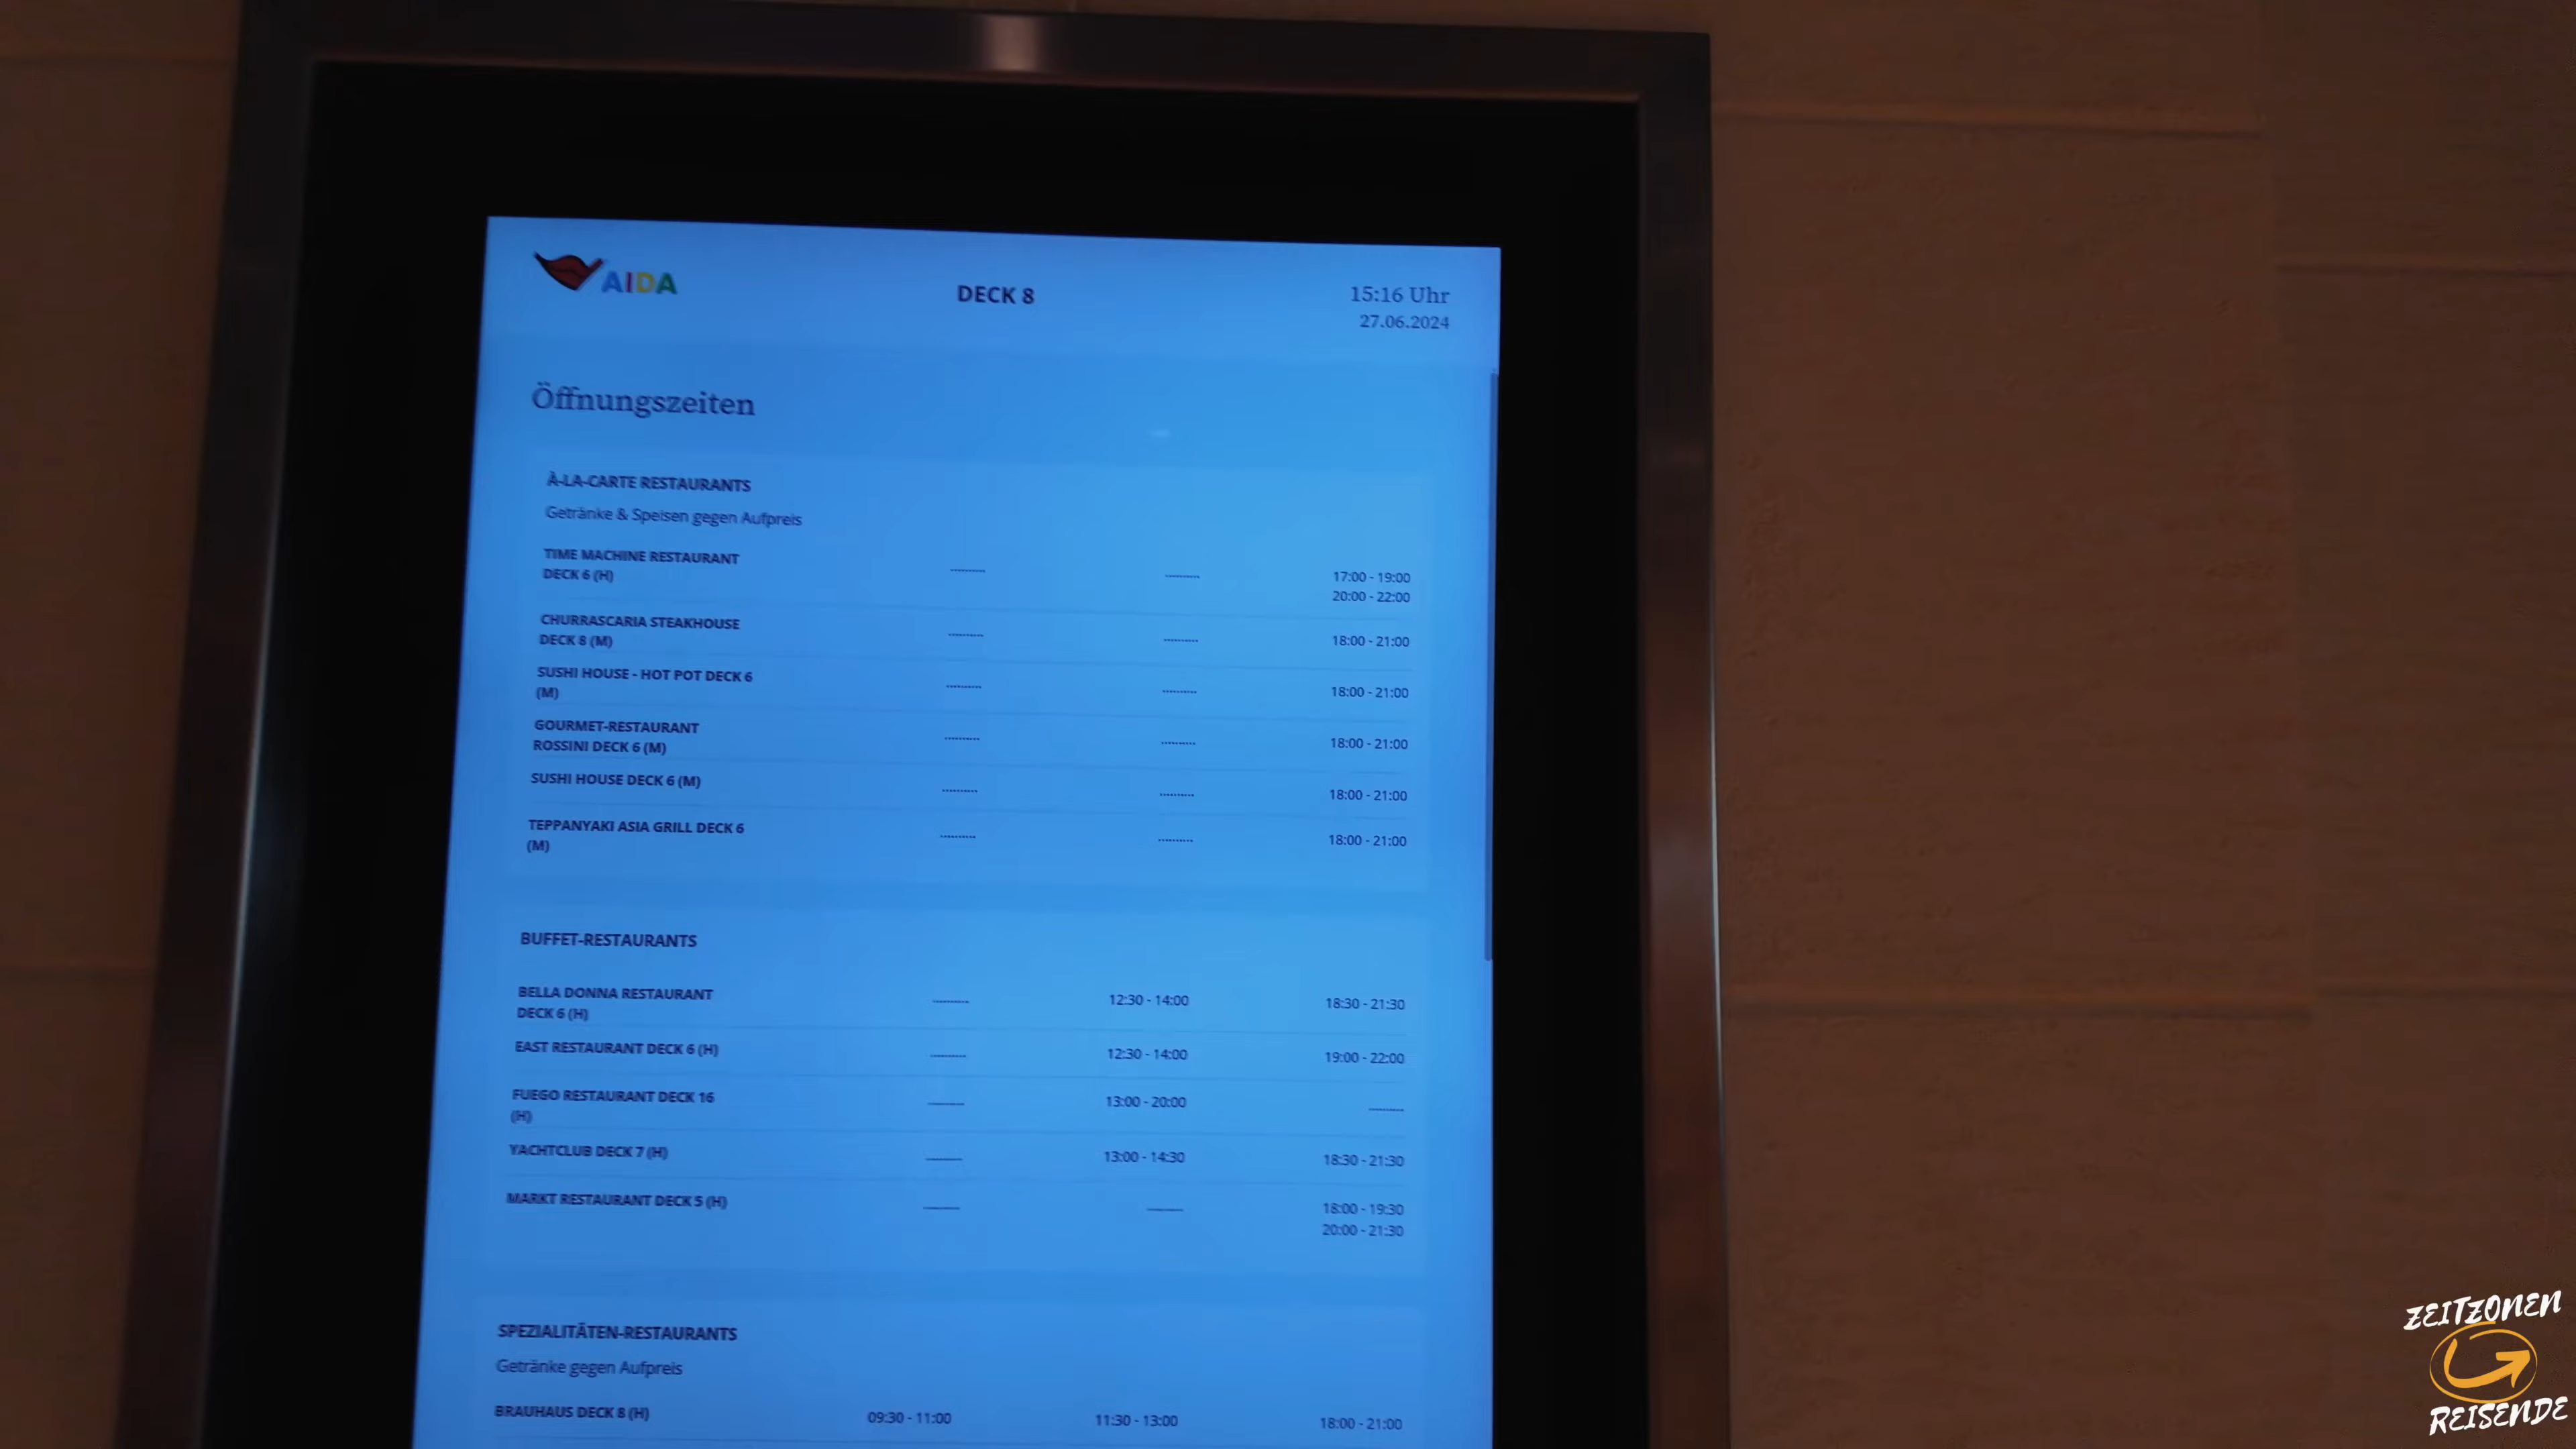 AIDA
DECK 8
15:16 Uhr
27.06.2024
Öffnungszeiten
À-LA-CARTE RESTAURANTS
Getränke & Speisen gegen Aufpreis
TIME MACHINE RESTAURANT
DECK 6 (H)
---------- ---------- 17:00 - 19:00
20:00 - 22:00
CHURRASCARIA STEAKHOUSE
DECK 8 (M)
---------- ---------- 18:00 - 21:00
SUSHI HOUSE - HOT POT DECK 6
(M)
---------- ---------- 18:00 - 21:00
GOURMET-RESTAURANT
ROSSINI DECK 6 (M)
---------- ---------- 18:00 - 21:00
SUSHI HOUSE DECK 6 (M) ---------- ---------- 18:00 - 21:00
TEPPANYAKI ASIA GRILL DECK 6
(M)
---------- ---------- 18:00 - 21:00
BUFFET-RESTAURANTS
BELLA DONNA RESTAURANT
DECK 6 (H)
---------- 12:30 - 14:00 18:30 - 21:30
EAST RESTAURANT DECK 6 (H) ---------- 12:30 - 14:00 19:00 - 22:00
FUEGO RESTAURANT DECK 16
(H)
---------- 13:00 - 20:00 ----------
YACHTCLUB DECK 7 (H) ---------- 13:00 - 14:30 18:30 - 21:30
MARKT RESTAURANT DECK 5 (H) ---------- ---------- 18:00 - 19:30
20:00 - 21:30
SPEZIALITÄTEN-RESTAURANTS
Getränke gegen Aufpreis
BRAUHAUS DECK 8 (H) 09:30 - 11:00 11:30 - 13:00 18:00 - 21:00
ZEITZONEN
REISENDE